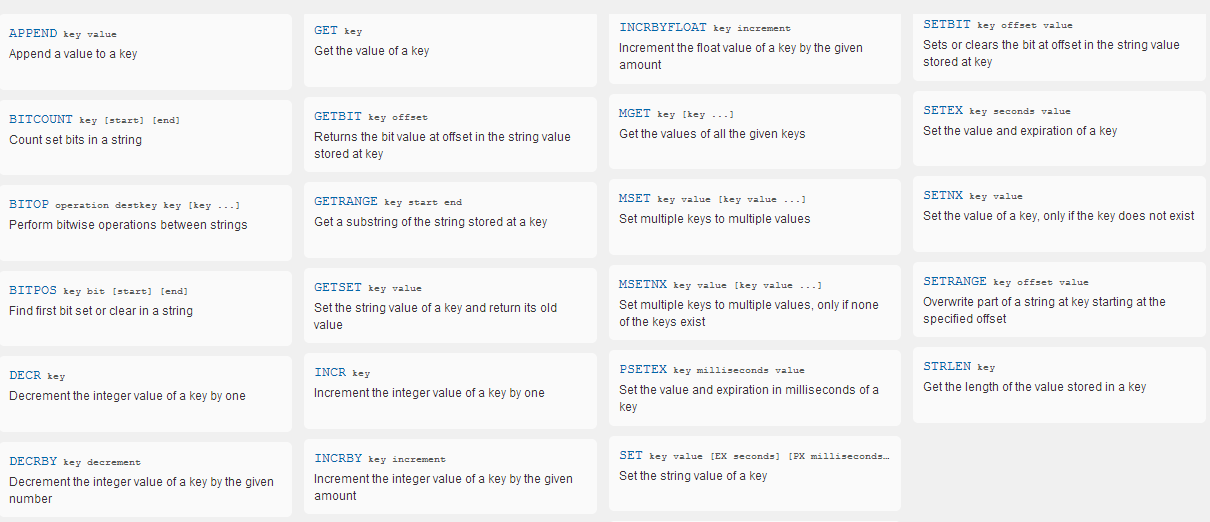 APPEND key value
Append a value to a key
BITCOUNT key [start] [end]
Count set bits in a string
BITOP operation destkey key [key ...]
Perform bitwise operations between strings
BITPOS key bit [start] [end]
Find first bit set or clear in a string
DECR key
Decrement the integer value of a key by one
DECRBY key decrement
Decrement the integer value of a key by the given
number
GET key
Get the value of a key
GETBIT key offset
Returns the bit value at offset in the string value
stored at key
GETRANGE key start end
Get a substring of the string stored at a key
GETSET key value
Set the string value of a key and return its old
value
INCR key
Increment the integer value of a key by one
INCRBY key increment
Increment the integer value of a key by the given
amount
INCRBYFLOAT key increment
Increment the float value of a key by the given
amount
MGET key [key ...]
Get the values of all the given keys
MSET key value [key value ...]
Set multiple keys to multiple values
MSETNX key value [key value ...]
Set multiple keys to multiple values, only if none
of the keys exist
PSETEX key milliseconds value
Set the value and expiration in milliseconds of a
key
SET key value [EX seconds] [PX milliseconds…
Set the string value of a key
SETBIT key offset value
Sets or clears the bit at offset in the string value
stored at key
SETEX key seconds value
Set the value and expiration of a key
SETNX key value
Set the value of a key, only if the key does not exist
SETRANGE key offset value
Overwrite part of a string at key starting at the
specified offset
STRLEN key
Get the length of the value stored in a key